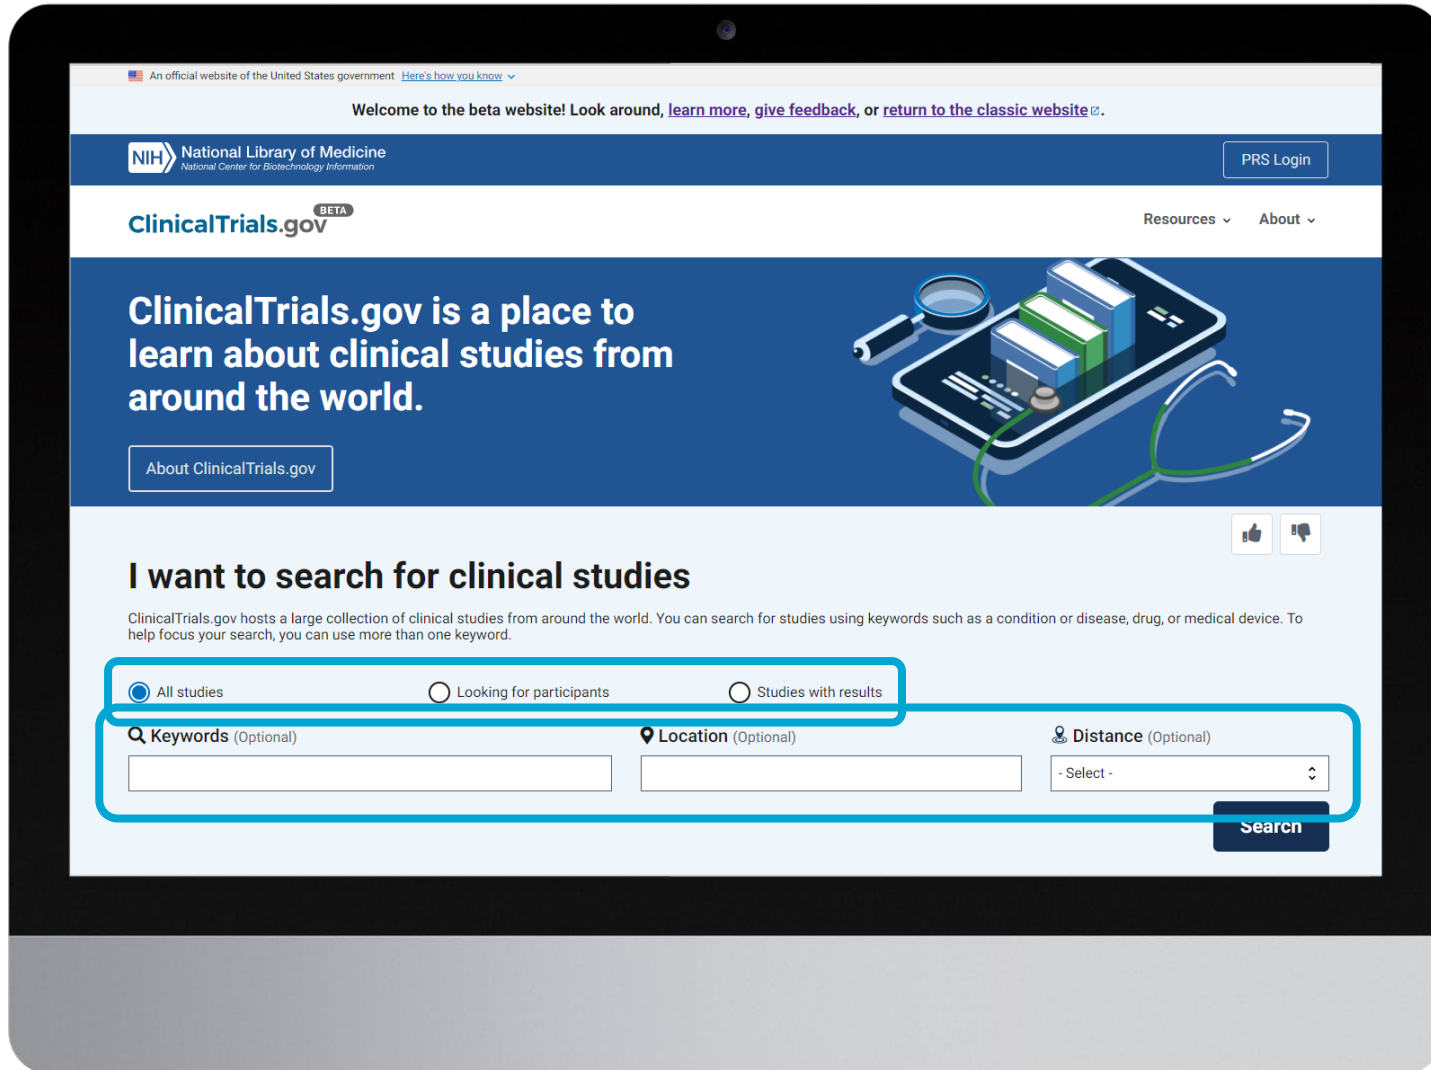 An official website of the United States government Here's how you know
Welcome to the beta website! Look around, learn more, give feedback, or return to the classic website.
NIH National Library of Medicine
National Center for Biotechnology Information
PRS Login
ClinicalTrials.gov BETA
Resources About
ClinicalTrials.gov is a place to
learn about clinical studies from
around the world.
About ClinicalTrials.gov
I want to search for clinical studies
ClinicalTrials.gov hosts a large collection of clinical studies from around the world. You can search for studies using keywords such as a condition or disease, drug, or medical device. To
help focus your search, you can use more than one keyword.
All studies Looking for participants Studies with results
Keywords (Optional) Location (Optional) Distance (Optional)
- Select -
Search